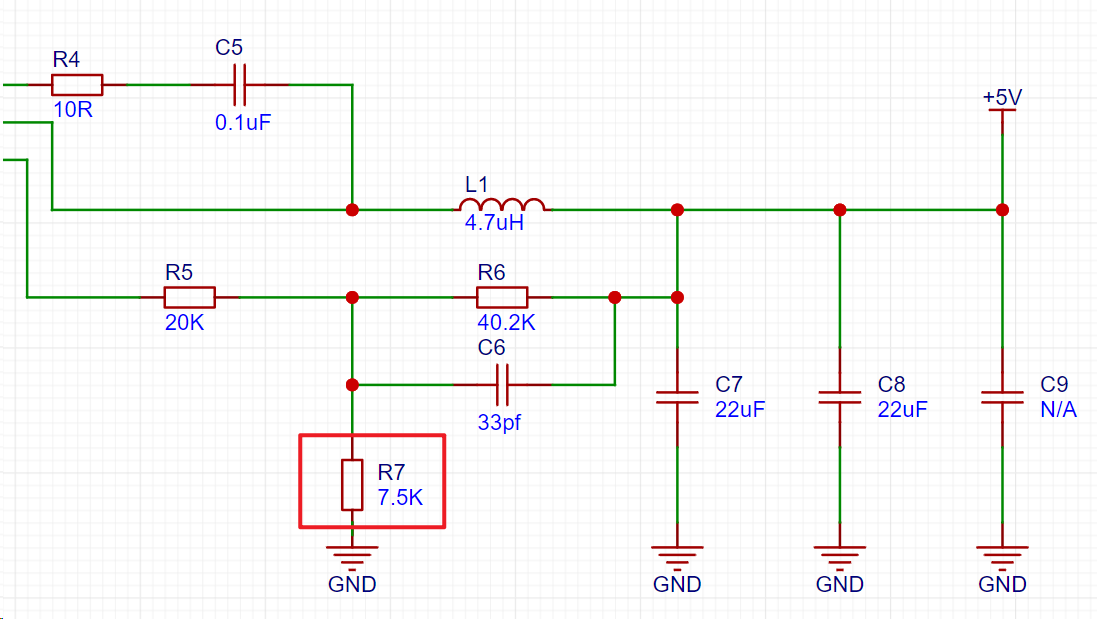 R4
10R
C5
0.1uF
+5V
L1
4.7uH
R5
20K
R6
40.2K
C6
33pf
R7
7.5K
C7
22uF
C8
22uF
C9
N/A
GND
GND
GND
GND